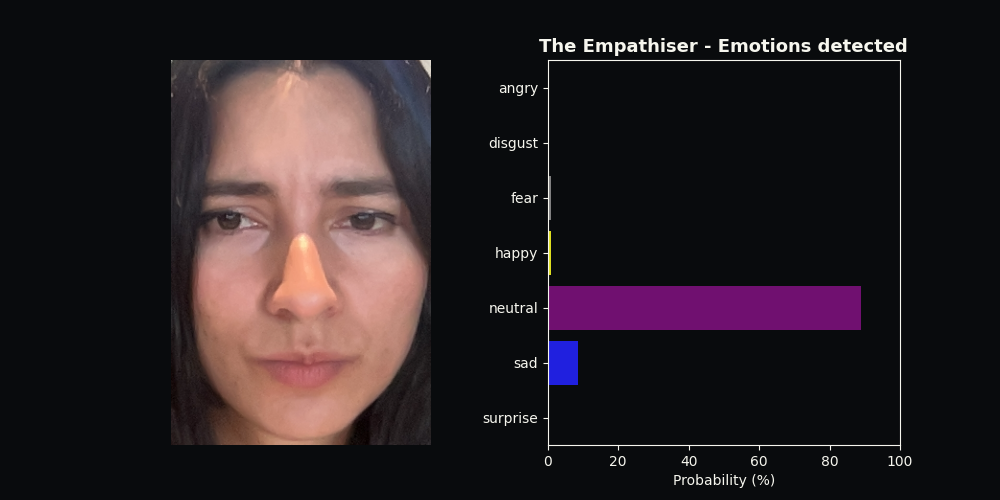 The Empathiser - Emotions detected
angry
disgust
fear
happy
neutral
sad
surprise
0 20 40 60 80 100
Probability (%)